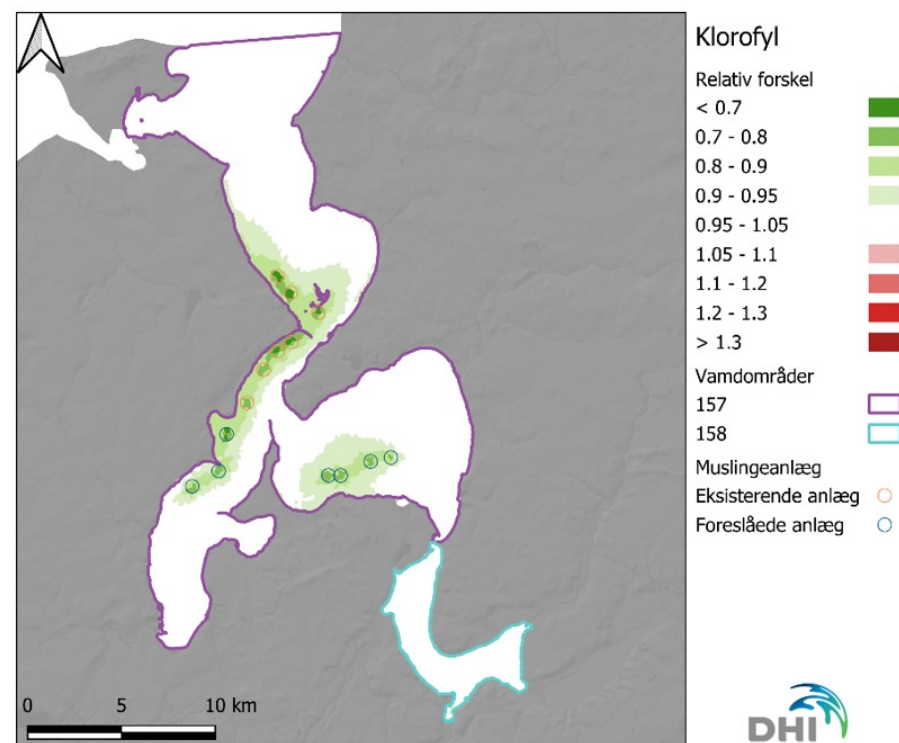 Klorofyl
Relativ forskel
< 0.7
0.7 - 0.8
0.8 - 0.9
0.9 - 0.95
0.95 - 1.05
1.05 - 1.1
1.1 - 1.2
1.2 - 1.3
> 1.3
Vamdområder
157
158
Muslingeanlæg
Eksisterende anlæg
Foreslåede anlæg
0 5 10 km
DHI